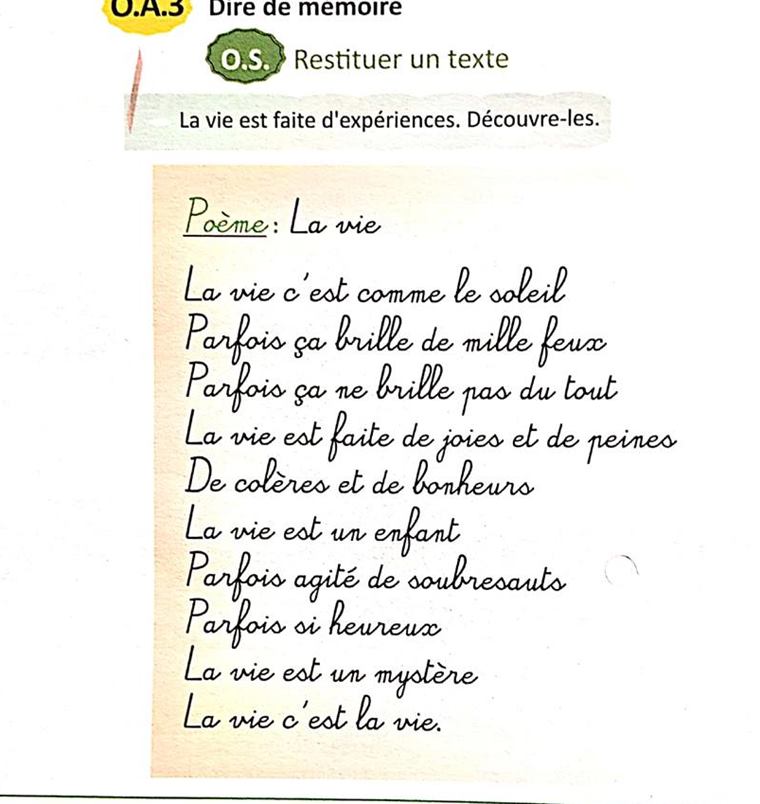 O.A.3 Dire de mémoire
O.S. Restituer un texte
La vie est faite d'expériences. Découvre-les.
Poème : La vie
La vie c'est comme le soleil
Parfois ça brille de mille feux
Parfois ça ne brille pas du tout
La vie est faite de joies et de peines
De colères et de bonheurs
La vie est un enfant
Parfois agité de soubresauts
Parfois si heureux
La vie est un mystère
La vie c'est la vie.